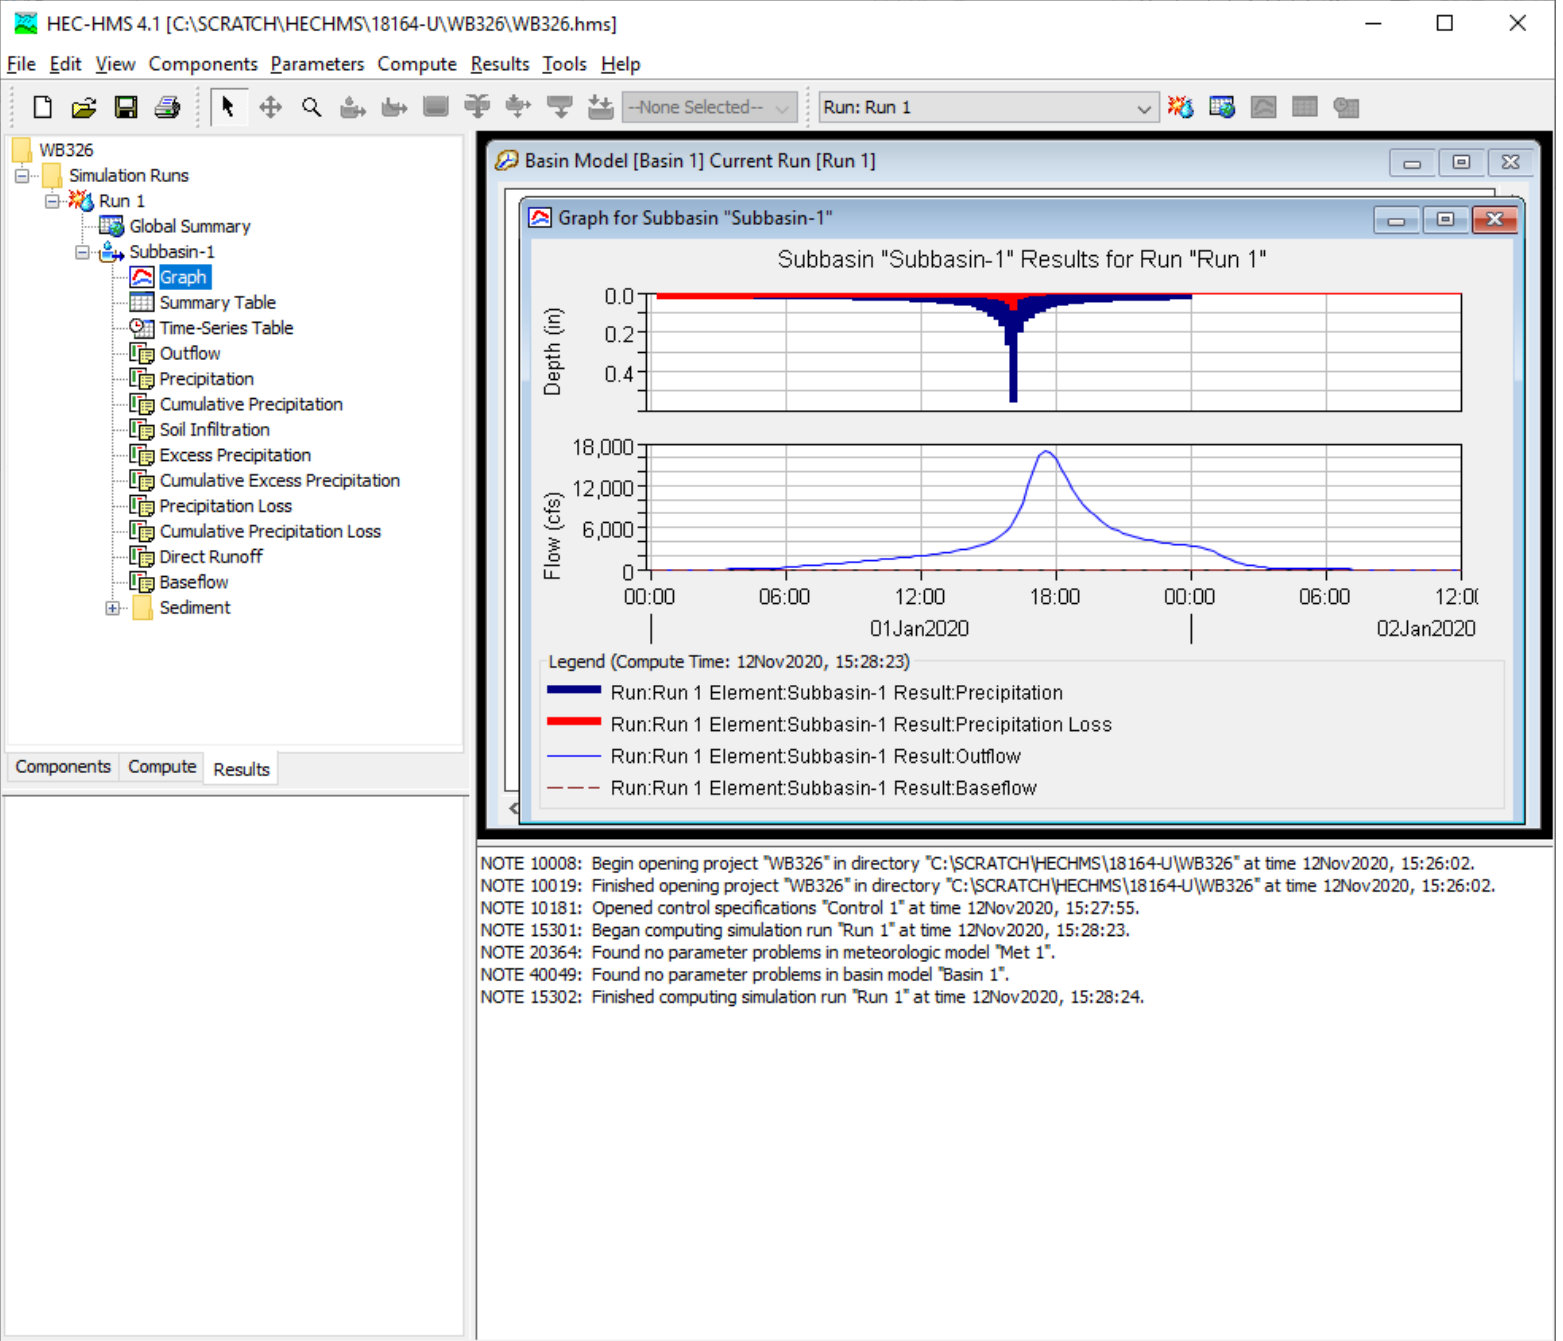 HEC-HMS 4.1 [C:\SCRATCH\HECHMS\18164-U\WB326\WB326.hms]
File Edit View Components Parameters Compute Results Tools Help
--None Selected--
Run: Run 1
WB326
Simulation Runs
Run 1
Global Summary
Subbasin-1
Graph
Summary Table
Time-Series Table
Outflow
Precipitation
Cumulative Precipitation
Soil Infiltration
Excess Precipitation
Cumulative Excess Precipitation
Precipitation Loss
Cumulative Precipitation Loss
Direct Runoff
Baseflow
Sediment
Components Compute Results
Basin Model [Basin 1] Current Run [Run 1]
Graph for Subbasin "Subbasin-1"
Subbasin "Subbasin-1" Results for Run "Run 1"
Depth (in)
0.0
0.2
0.4
Flow (cfs)
18,000
12,000
6,000
0
00:00 06:00 12:00 18:00 00:00 06:00 12:0(
01Jan2020 02Jan2020
Legend (Compute Time: 12Nov2020, 15:28:23)
Run:Run 1 Element:Subbasin-1 Result:Precipitation
Run:Run 1 Element:Subbasin-1 Result:Precipitation Loss
Run:Run 1 Element:Subbasin-1 Result:Outflow
Run:Run 1 Element:Subbasin-1 Result:Baseflow
NOTE 10008: Begin opening project "WB326" in directory "C:\SCRATCH\HECHMS\18164-U\WB326" at time 12Nov2020, 15:26:02.
NOTE 10019: Finished opening project "WB326" in directory "C:\SCRATCH\HECHMS\18164-U\WB326" at time 12Nov2020, 15:26:02.
NOTE 10181: Opened control specifications "Control 1" at time 12Nov2020, 15:27:55.
NOTE 15301: Began computing simulation run "Run 1" at time 12Nov2020, 15:28:23.
NOTE 20364: Found no parameter problems in meteorologic model "Met 1".
NOTE 40049: Found no parameter problems in basin model "Basin 1".
NOTE 15302: Finished computing simulation run "Run 1" at time 12Nov2020, 15:28:24.